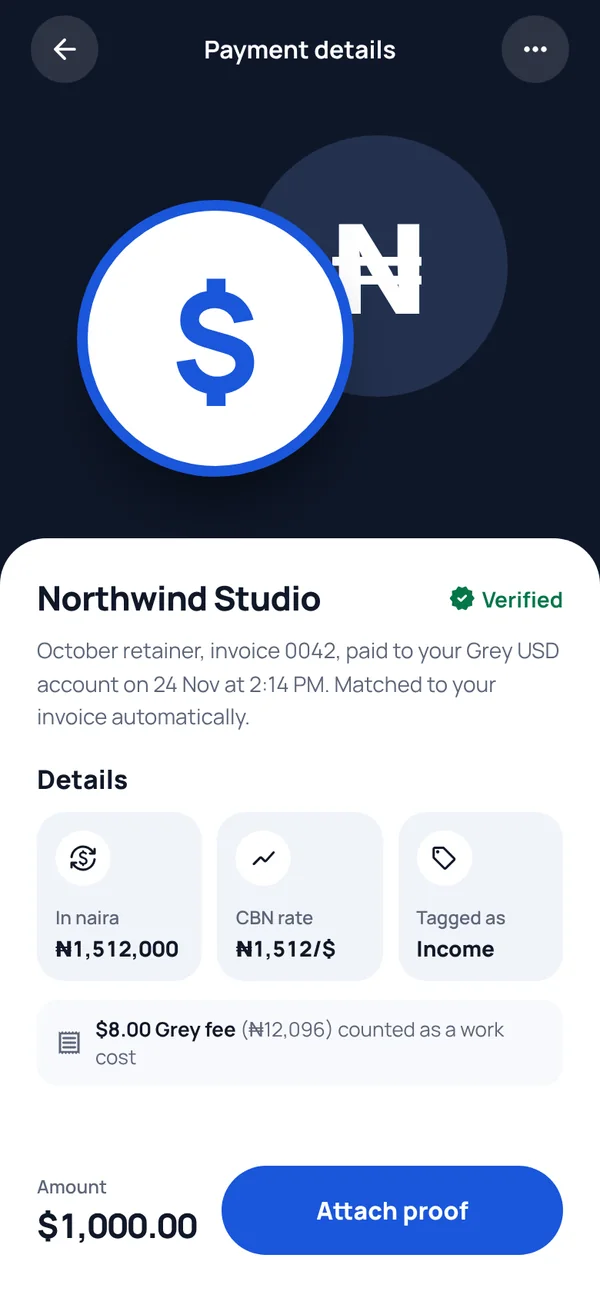 Payment details
₦
$
Northwind Studio
Verified
October retainer, invoice 0042, paid to your Grey USD
account on 24 Nov at 2:14 PM. Matched to your
invoice automatically.
Details
In naira
₦1,512,000
CBN rate
₦1,512/$
Tagged as
Income
$8.00 Grey fee (₦12,096) counted as a work
cost
Amount
$1,000.00
Attach proof